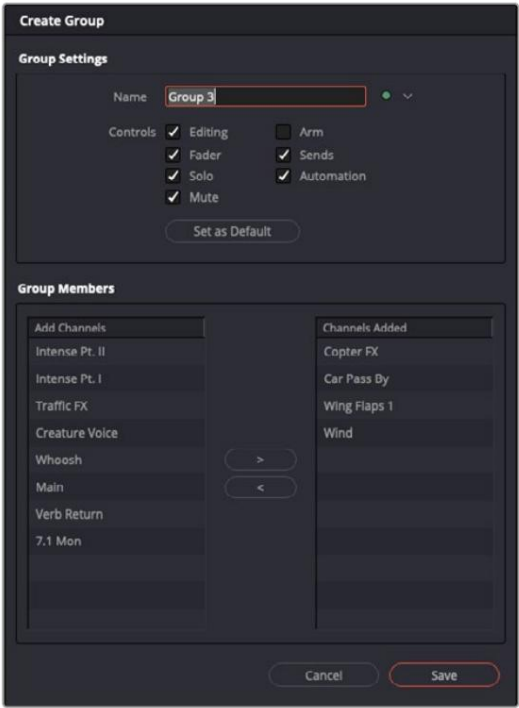 Create Group
Group Settings
Name Group 3
Controls Editing Arm
Fader Sends
Solo Automation
Mute
Set as Default
Group Members
Add Channels
Intense Pt. II
Intense Pt. I
Traffic FX
Creature Voice
Whoosh
Main
Verb Return
7.1 Mon
>
<
Channels Added
Copter FX
Car Pass By
Wing Flaps 1
Wind
Cancel Save